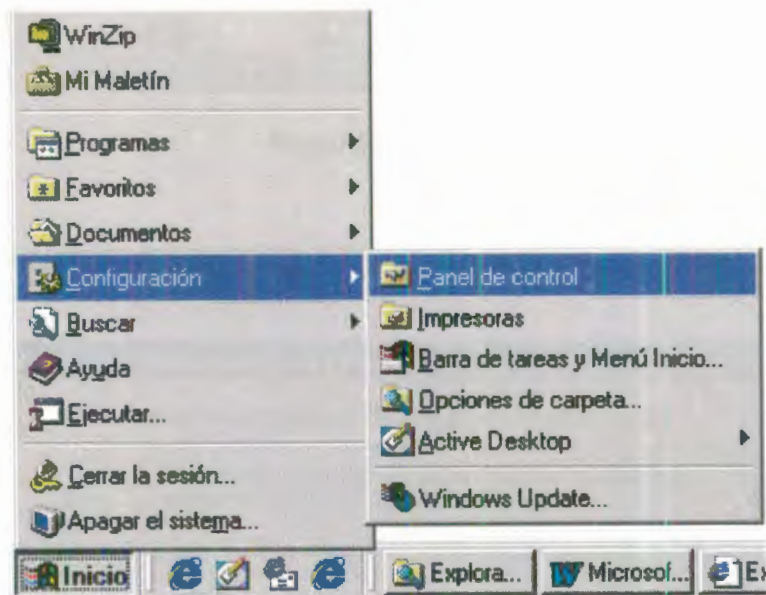 WinZip
Mi Maletín
Programas
Favoritos
Documentos
Configuración
Buscar
Ayuda
Ejecutar...
Cerrar la sesión...
Apagar el sistema...
Panel de control
Impresoras
Barra de tareas y Menú Inicio...
Opciones de carpeta...
Active Desktop
Windows Update...
Inicio Explora... Microsof... Ex